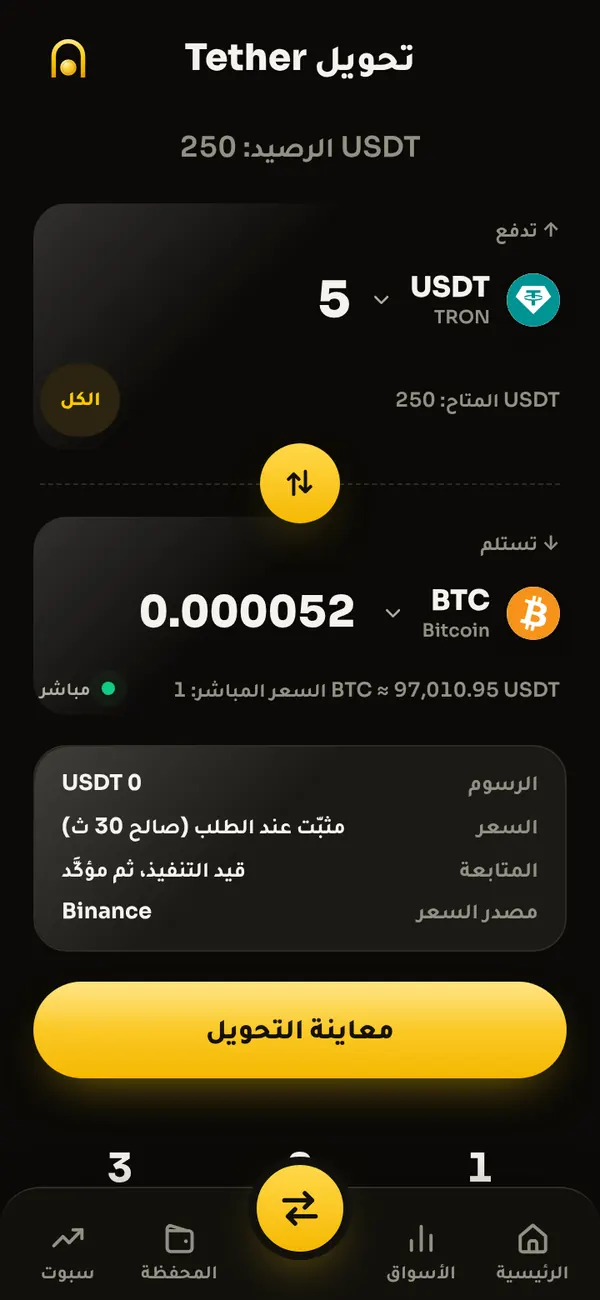 تحويل Tether
USDT الرصيد: 250
↑ تدفع
USDT
TRON
5
USDT المتاح: 250
الكل
↓ تستلم
BTC
Bitcoin
0.000052
BTC ≈ 97,010.95 USDT السعر المباشر: 1
مباشر
الرسوم USDT 0
السعر مثبّت عند الطلب (صالح 30 ث)
المتابعة قيد التنفيذ، ثم مؤكَّد
مصدر السعر Binance
معاينة التحويل
1 3
الرئيسية
الأسواق
المحفظة
سبوت